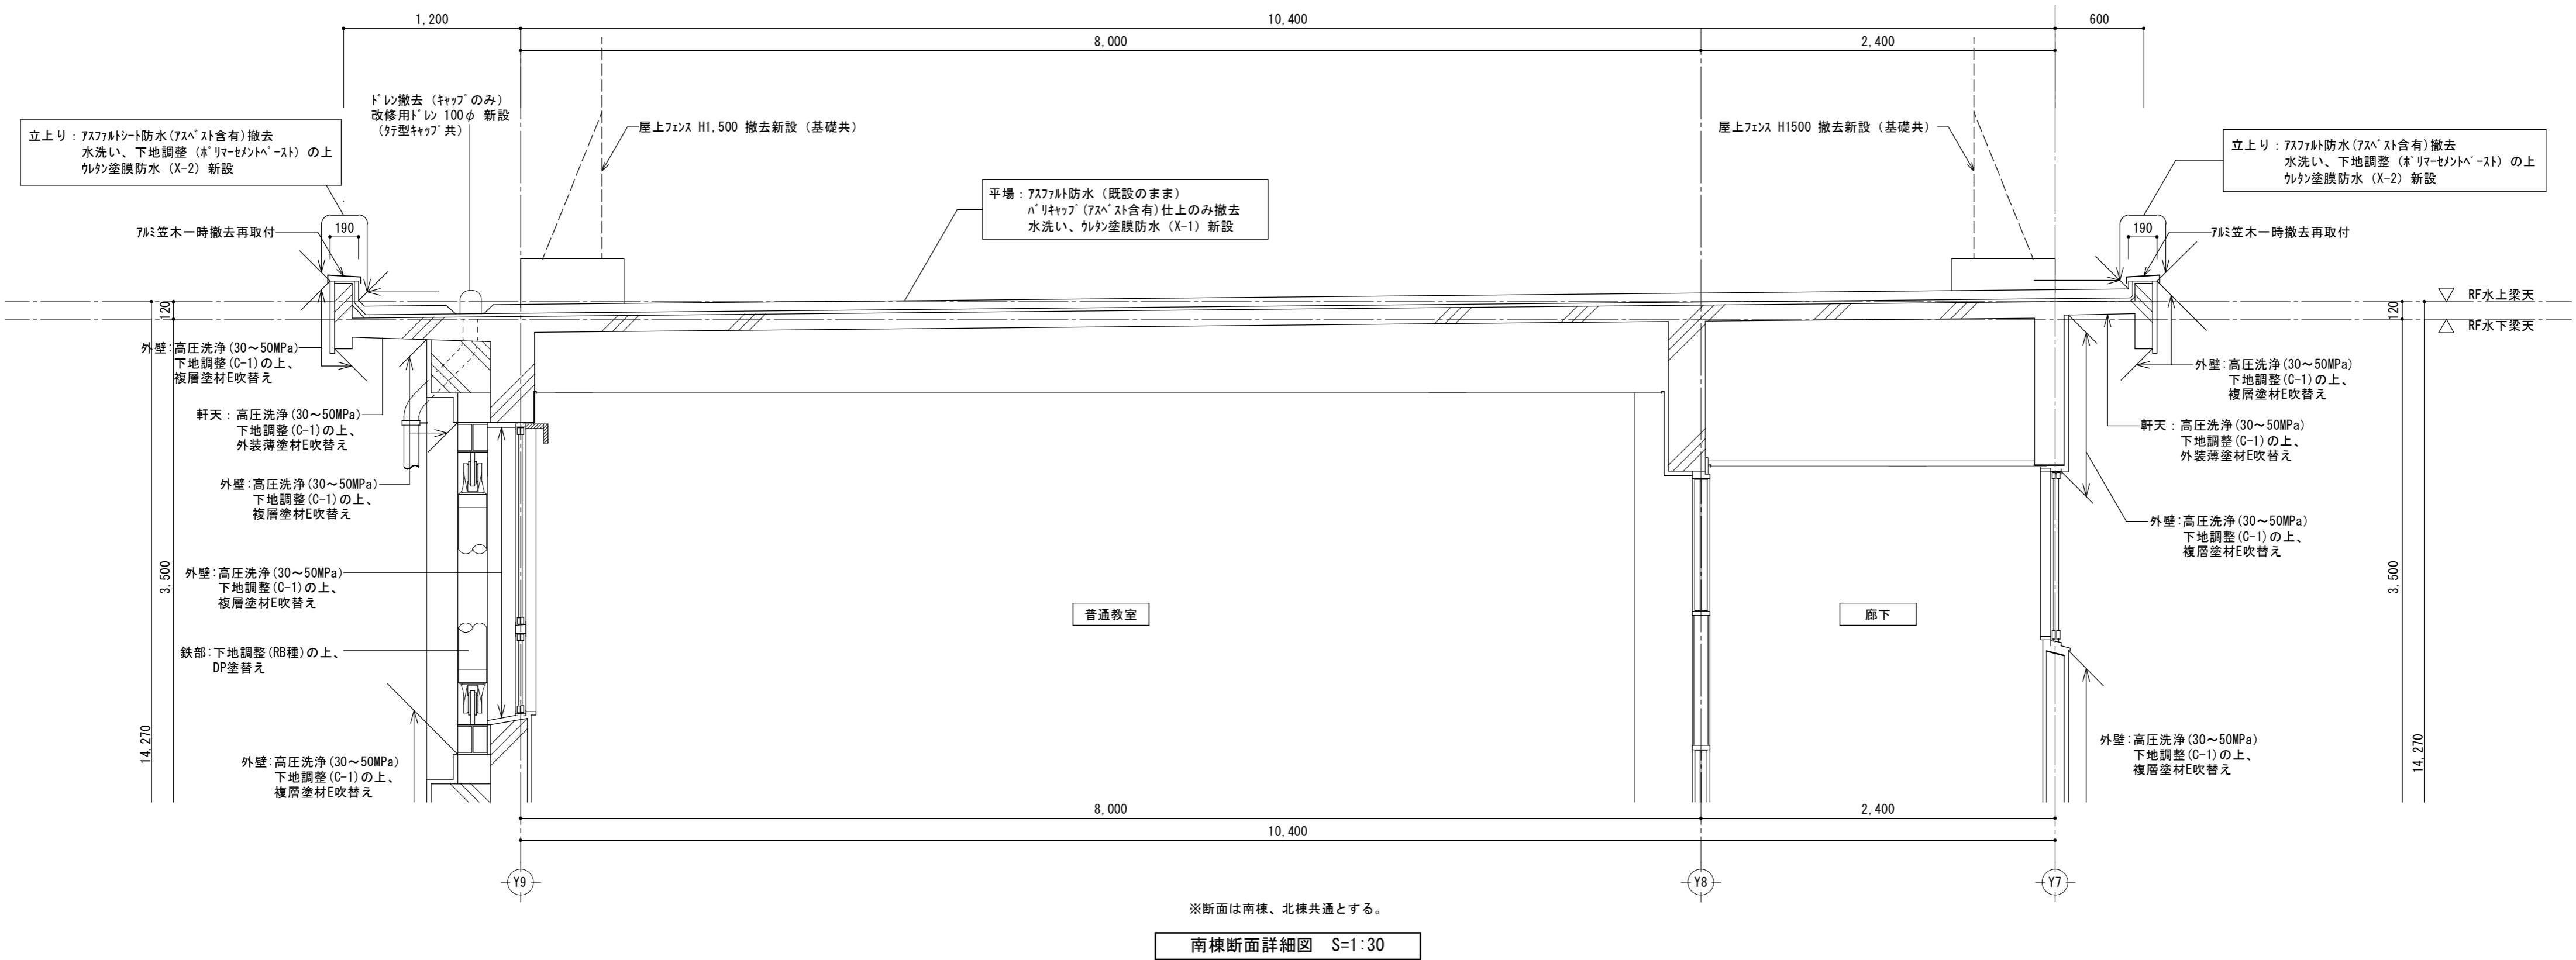 1,200
10,400
600
8,000
2,400
ﾄﾞﾚﾝ撤去（ｷｬｯﾌﾟのみ）
改修用ﾄﾞﾚﾝ 100φ 新設
（ﾀﾃ型ｷｬｯﾌﾟ共）
屋上ﾌｪﾝｽ H1,500 撤去新設（基礎共）
屋上ﾌｪﾝｽ H1500 撤去新設（基礎共）
立上り：ｱｽﾌｧﾙﾄｼｰﾄ防水(ｱｽﾍﾞｽﾄ含有)撤去
水洗い、下地調整（ﾎﾟﾘﾏｰｾﾒﾝﾄﾍﾟｰｽﾄ）の上
ｳﾚﾀﾝ塗膜防水（X-2）新設
立上り：ｱｽﾌｧﾙﾄ防水(ｱｽﾍﾞｽﾄ含有)撤去
水洗い、下地調整（ﾎﾟﾘﾏｰｾﾒﾝﾄﾍﾟｰｽﾄ）の上
ｳﾚﾀﾝ塗膜防水（X-2）新設
平場：ｱｽﾌｧﾙﾄ防水（既設のまま）
ﾊﾟﾘｷｬｯﾌﾟ(ｱｽﾍﾞｽﾄ含有)仕上のみ撤去
水洗い、ｳﾚﾀﾝ塗膜防水（X-1）新設
190
ｱﾙﾐ笠木一時撤去再取付
190
ｱﾙﾐ笠木一時撤去再取付
120
RF水上梁天
120
RF水下梁天
外壁:高圧洗浄(30～50MPa)
下地調整(C-1)の上、
複層塗材E吹替え
外壁:高圧洗浄(30～50MPa)
下地調整(C-1)の上、
複層塗材E吹替え
軒天：高圧洗浄(30～50MPa)
下地調整(C-1)の上、
外装薄塗材E吹替え
軒天：高圧洗浄(30～50MPa)
下地調整(C-1)の上、
外装薄塗材E吹替え
外壁:高圧洗浄(30～50MPa)
下地調整(C-1)の上、
複層塗材E吹替え
外壁:高圧洗浄(30～50MPa)
下地調整(C-1)の上、
複層塗材E吹替え
3,500
外壁:高圧洗浄(30～50MPa)
下地調整(C-1)の上、
複層塗材E吹替え
3,500
普通教室
廊下
鉄部:下地調整(RB種)の上、
DP塗替え
14,270
外壁:高圧洗浄(30～50MPa)
下地調整(C-1)の上、
複層塗材E吹替え
外壁:高圧洗浄(30～50MPa)
下地調整(C-1)の上、
複層塗材E吹替え
14,270
8,000
2,400
10,400
Y9
Y8
Y7
※断面は南棟、北棟共通とする。
南棟断面詳細図　S=1:30